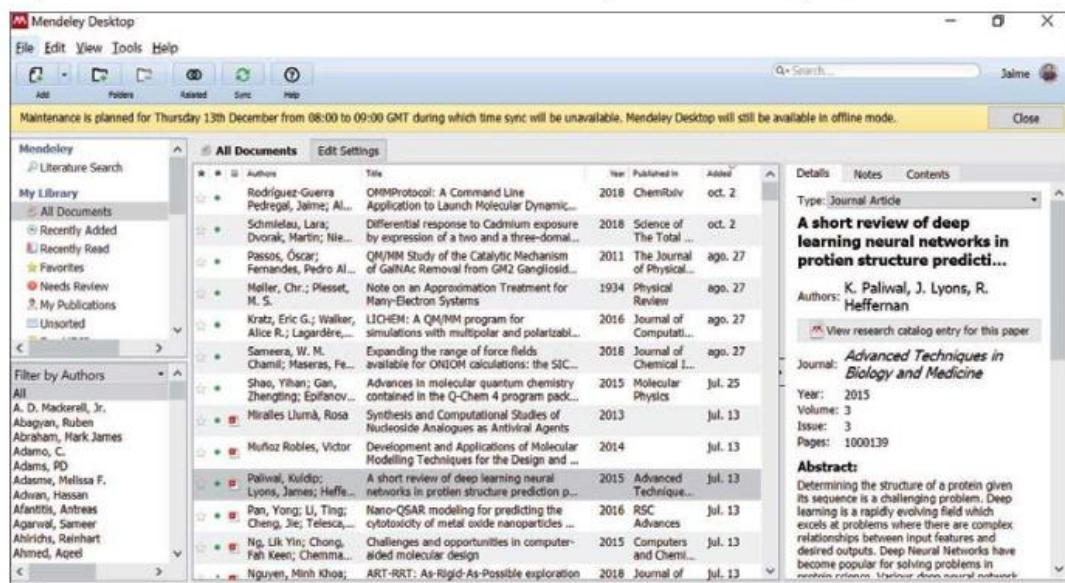 Mendeley Desktop
File Edit View Tools Help
Add Folders Related Sync Help
Search... Jaime
Maintenance is planned for Thursday 13th December from 08:00 to 09:00 GMT during which time sync will be unavailable. Mendeley Desktop will still be available in offline mode. Close
Mendeley
Literature Search
My Library
All Documents
Recently Added
Recently Read
Favorites
Needs Review
My Publications
Unsorted
Filter by Authors
All
A. D. Mackerell, Jr.
Abagyan, Ruben
Abraham, Mark James
Adamo, C.
Adams, PD
Adasme, Melissa F.
Adwan, Hassan
Afantitis, Antreas
Agarwal, Sameer
Ahlrichs, Reinhart
Ahmed, Aqeel
All Documents Edit Settings
Authors Title Year Published In Added
Rodríguez-Guerra OMMProtocol: A Command Line 2018 ChemRxiv oct. 2
Pedregal, Jaime; Al... Application to Launch Molecular Dynamic...
Schmielau, Lara; Differential response to Cadmium exposure 2018 Science of oct. 2
Dvorak, Martin; Nie... by expression of a two and a three-domai... The Total ...
Passos, Óscar; QM/MM Study of the Catalytic Mechanism 2011 The Journal ago. 27
Fernandes, Pedro Al... of GalNAc Removal from GM2 Gangliosid... of Physical...
Møller, Chr.; Plesset, Note on an Approximation Treatment for 1934 Physical ago. 27
M. S. Many-Electron Systems Review
Kratz, Eric G.; Walker, LICHEM: A QM/MM program for 2016 Journal of ago. 27
Alice R.; Lagardère,... simulations with multipolar and polarizabl... Computati...
Sameera, W. M. Expanding the range of force fields 2018 Journal of ago. 27
Chamil; Maseras, Fe... available for ONIOM calculations: the SIC... Chemical I...
Shao, Yihan; Gan, Advances in molecular quantum chemistry 2015 Molecular jul. 25
Zhengting; Epifanov... contained in the Q-Chem 4 program pack... Physics
Miralles Llumà, Rosa Synthesis and Computational Studies of 2013 jul. 13
Nucleoside Analogues as Antiviral Agents
Muñoz Robles, Victor Development and Applications of Molecular 2014 jul. 13
Modelling Techniques for the Design and ...
Paliwal, Kuldip; A short review of deep learning neural 2015 Advanced jul. 13
Lyons, James; Heffe... networks in protien structure prediction p... Technique...
Pan, Yong; Li, Ting; Nano-QSAR modeling for predicting the 2016 RSC jul. 13
Cheng, Jie; Telesca,... cytotoxicity of metal oxide nanoparticles ... Advances
Ng, Lik Yin; Chong, Challenges and opportunities in computer- 2015 Computers jul. 13
Fah Keen; Chemma... aided molecular design and Chemi...
Nguyen, Minh Khoa; ART-RRT: As-Rigid-As-Possible exploration 2018 Journal of jul. 13
Details Notes Contents
Type: Journal Article
A short review of deep
learning neural networks in
protien structure predicti...
Authors: K. Paliwal, J. Lyons, R.
Heffernan
View research catalog entry for this paper
Journal: Advanced Techniques in
Biology and Medicine
Year: 2015
Volume: 3
Issue: 3
Pages: 1000139
Abstract:
Determining the structure of a protein given
its sequence is a challenging problem. Deep
learning is a rapidly evolving field which
excels at problems where there are complex
relationships between input features and
desired outputs. Deep Neural Networks have
become popular for solving problems in
protein science. Various deep neural network